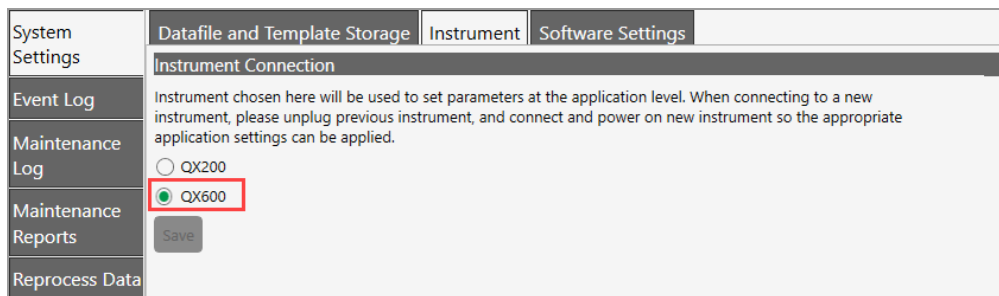 System
Settings
Event Log
Maintenance
Log
Maintenance
Reports
Reprocess Data
Datafile and Template Storage
Instrument
Software Settings
Instrument Connection
Instrument chosen here will be used to set parameters at the application level. When connecting to a new
instrument, please unplug previous instrument, and connect and power on new instrument so the appropriate
application settings can be applied.
QX200
QX600
Save